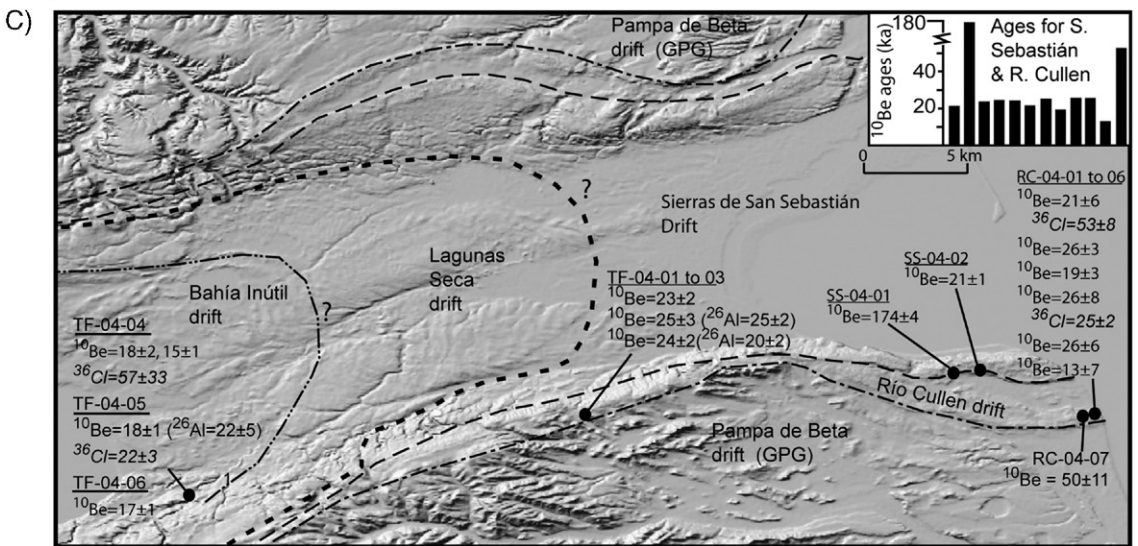 C)
Pampa de Beta
drift (GPG)
180
40
20
¹⁰Be ages (ka)
Ages for S.
Sebastián
& R. Cullen
0
5 km
Sierras de San Sebastián
Drift
?
Lagunas
Seca
drift
Bahía Inútil
drift
?
TF-04-04
¹⁰Be=18±2, 15±1
³⁶Cl=57±33
TF-04-05
¹⁰Be=18±1 (²⁶Al=22±5)
³⁶Cl=22±3
TF-04-06
¹⁰Be=17±1
TF-04-01 to 03
¹⁰Be=23±2
¹⁰Be=25±3 (²⁶Al=25±2)
¹⁰Be=24±2(²⁶Al=20±2)
SS-04-02
¹⁰Be=21±1
SS-04-01
¹⁰Be=174±4
RC-04-01 to 06
¹⁰Be=21±6
³⁶Cl=53±8
¹⁰Be=26±3
¹⁰Be=19±3
¹⁰Be=26±8
³⁶Cl=25±2
¹⁰Be=26±6
¹⁰Be=13±7
Río Cullen drift
Pampa de Beta
drift (GPG)
RC-04-07
¹⁰Be = 50±11